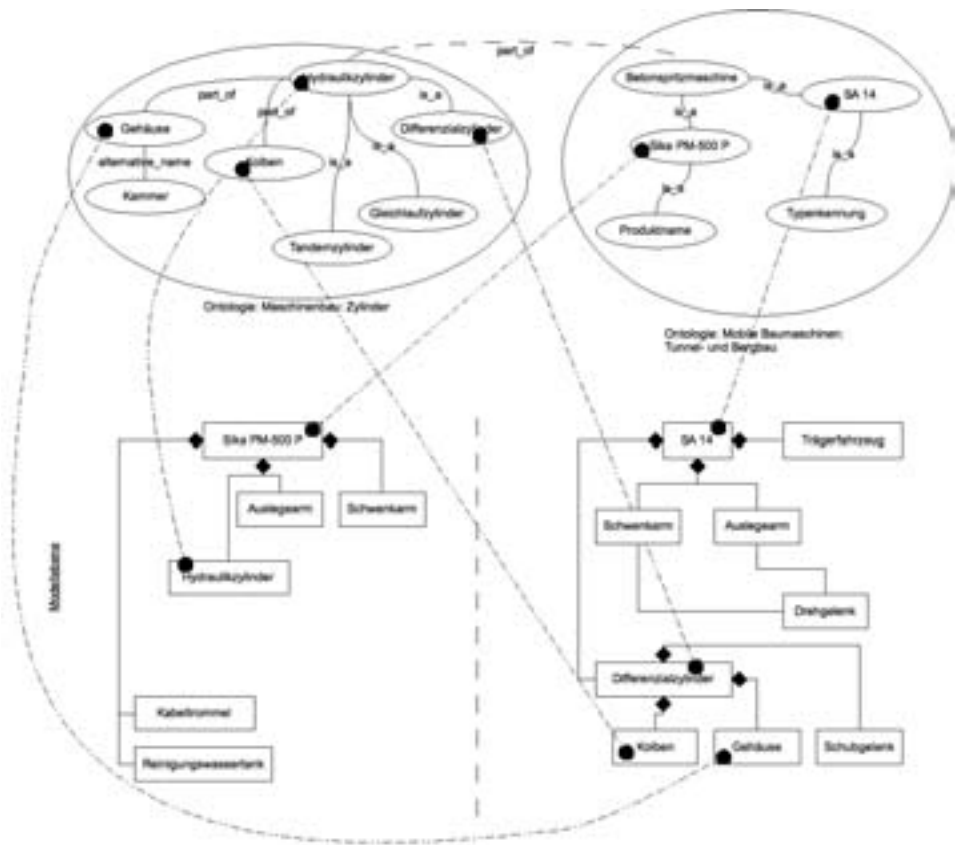 part_of
Hydraulikzylinder
part_of
part_of
is_a
Gehäuse
Differenzialzylinder
alternative_name
Kolben
is_a
is_a
Kammer
Gleichlaufzylinder
Tandemzylinder
Ontologie: Maschinenbau: Zylinder
Betonspritzmaschine
is_a
SA 14
is_a
Sika PM-500 P
is_a
is_a
Produktname
Typenkennung
Ontologie: Mobile Baumaschinen:
Tunnel- und Bergbau
Sika PM-500 P
Auslegearm
Schwenkarm
Hydraulikzylinder
Modellebene
Kabeltrommel
Reinigungswassertank
SA 14
Trägerfahrzeug
Schwenkarm
Auslegearm
Drehgelenk
Differenzialzylinder
Kolben
Gehäuse
Schubgelenk